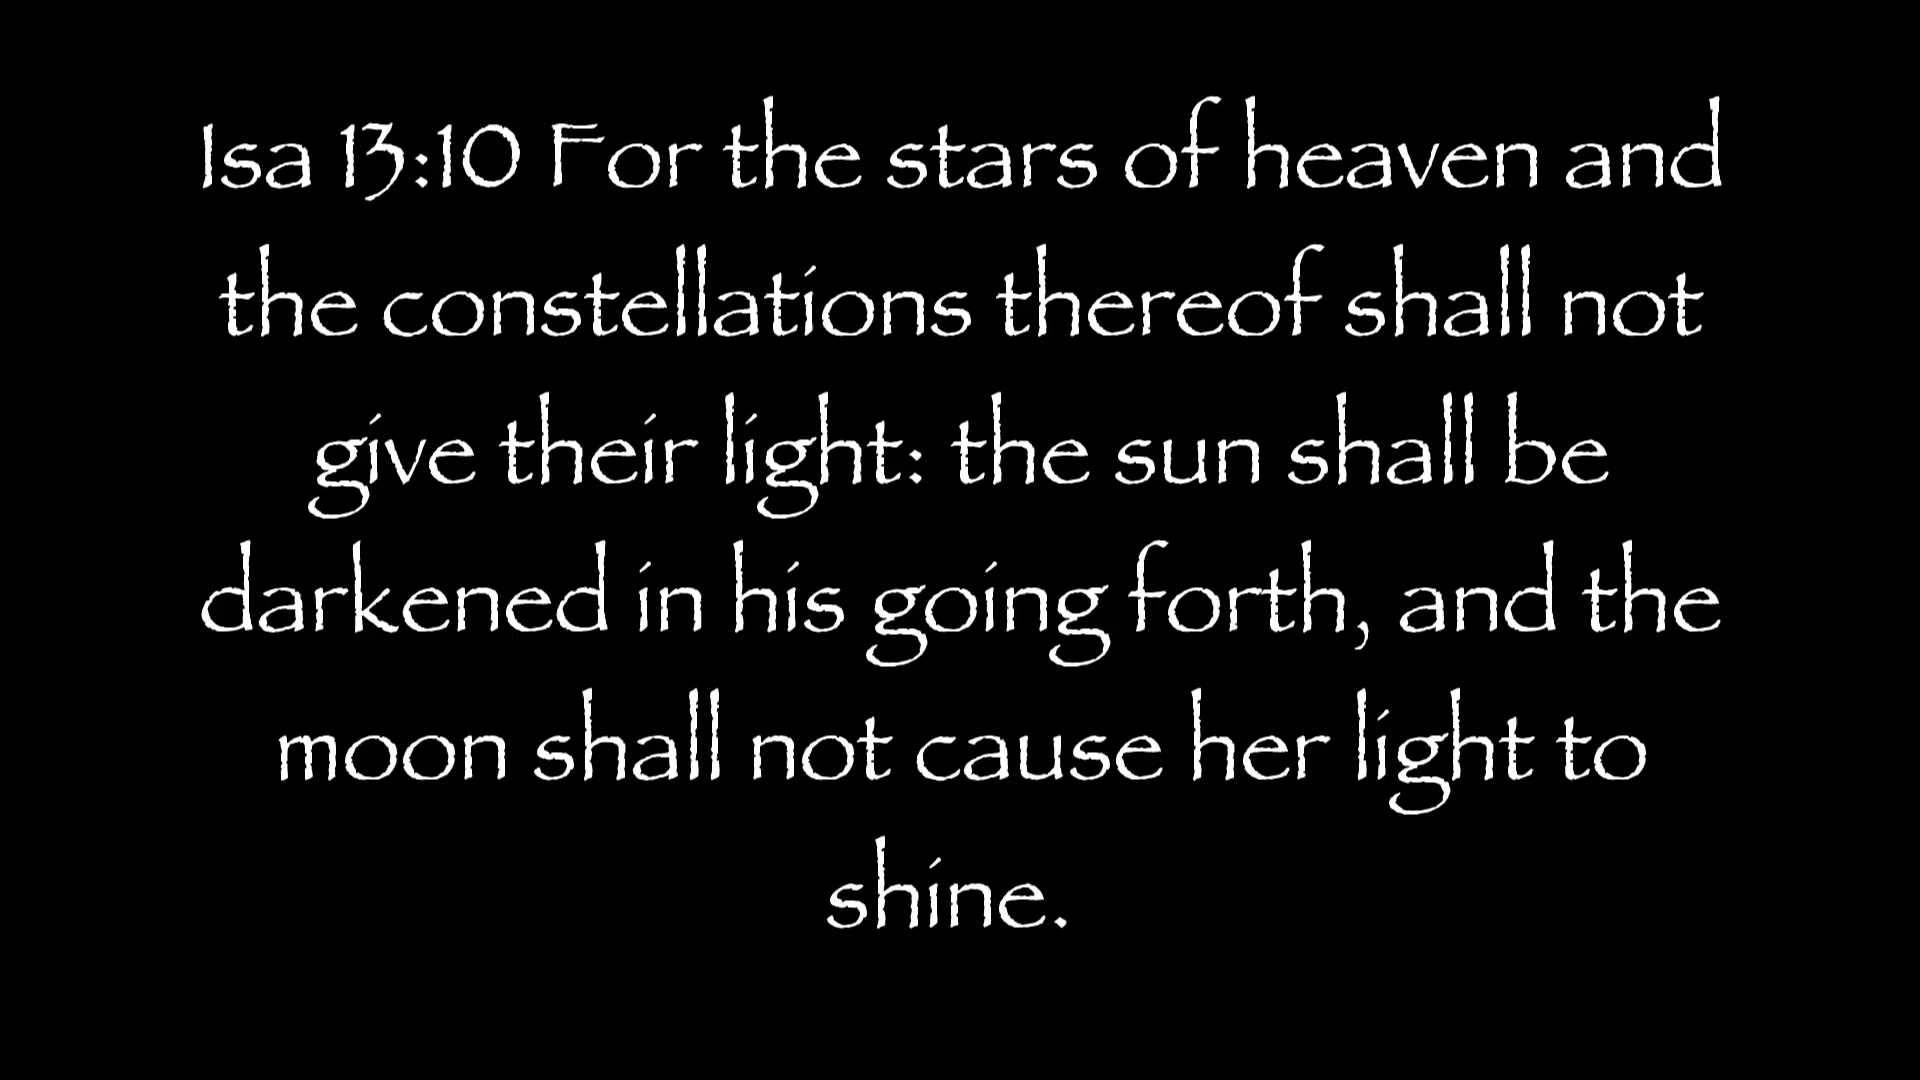 Isa 13:10 For the stars of heaven and
the constellations thereof shall not
give their light: the sun shall be
darkened in his going forth, and the
moon shall not cause her light to
shine.